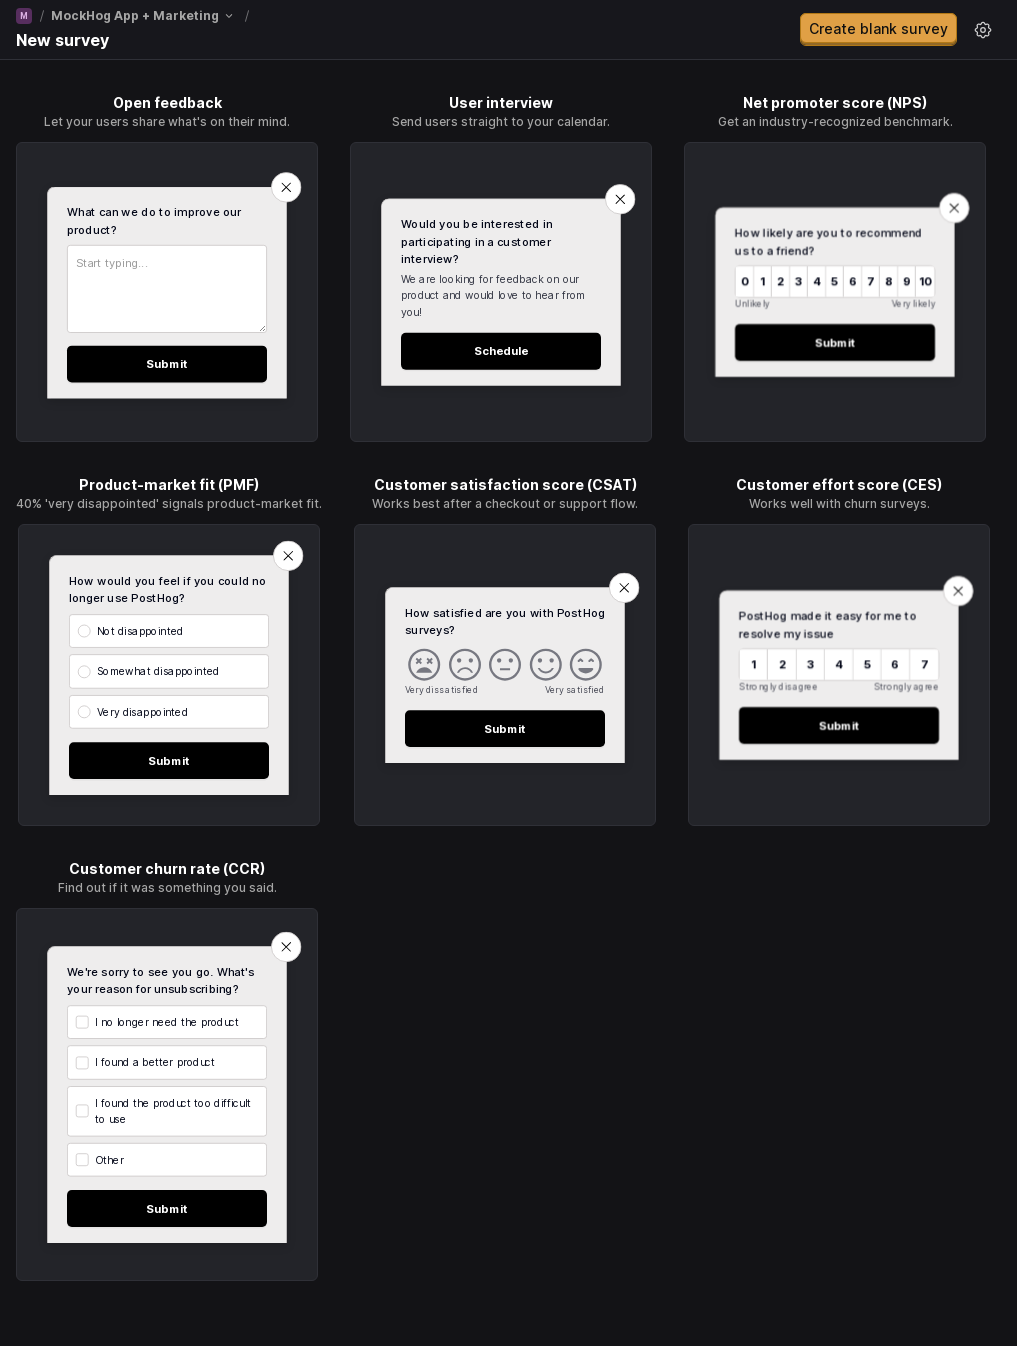 M / MockHog App + Marketing /
New survey
Create blank survey
Open feedback
Let your users share what's on their mind.
What can we do to improve our
product?
Start typing...
Submit
User interview
Send users straight to your calendar.
Would you be interested in
participating in a customer
interview?
We are looking for feedback on our
product and would love to hear from
you!
Schedule
Net promoter score (NPS)
Get an industry-recognized benchmark.
How likely are you to recommend
us to a friend?
0 1 2 3 4 5 6 7 8 9 10
Unlikely Very likely
Submit
Product-market fit (PMF)
40% 'very disappointed' signals product-market fit.
How would you feel if you could no
longer use PostHog?
Not disappointed
Somewhat disappointed
Very disappointed
Submit
Customer satisfaction score (CSAT)
Works best after a checkout or support flow.
How satisfied are you with PostHog
surveys?
Very dissatisfied Very satisfied
Submit
Customer effort score (CES)
Works well with churn surveys.
PostHog made it easy for me to
resolve my issue
1 2 3 4 5 6 7
Strongly disagree Strongly agree
Submit
Customer churn rate (CCR)
Find out if it was something you said.
We're sorry to see you go. What's
your reason for unsubscribing?
I no longer need the product
I found a better product
I found the product too difficult
to use
Other
Submit